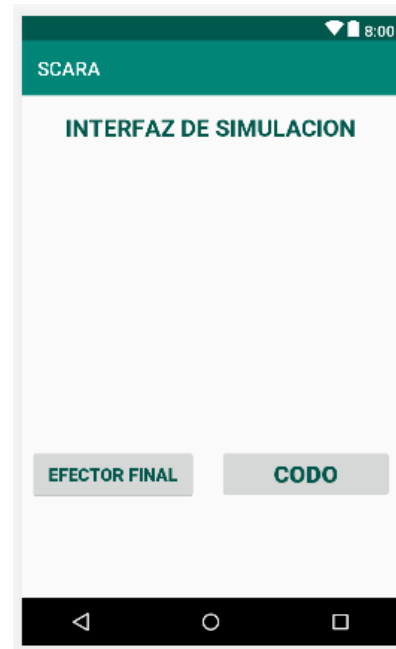 8:00
SCARA
INTERFAZ DE SIMULACION
EFECTOR FINAL
CODO